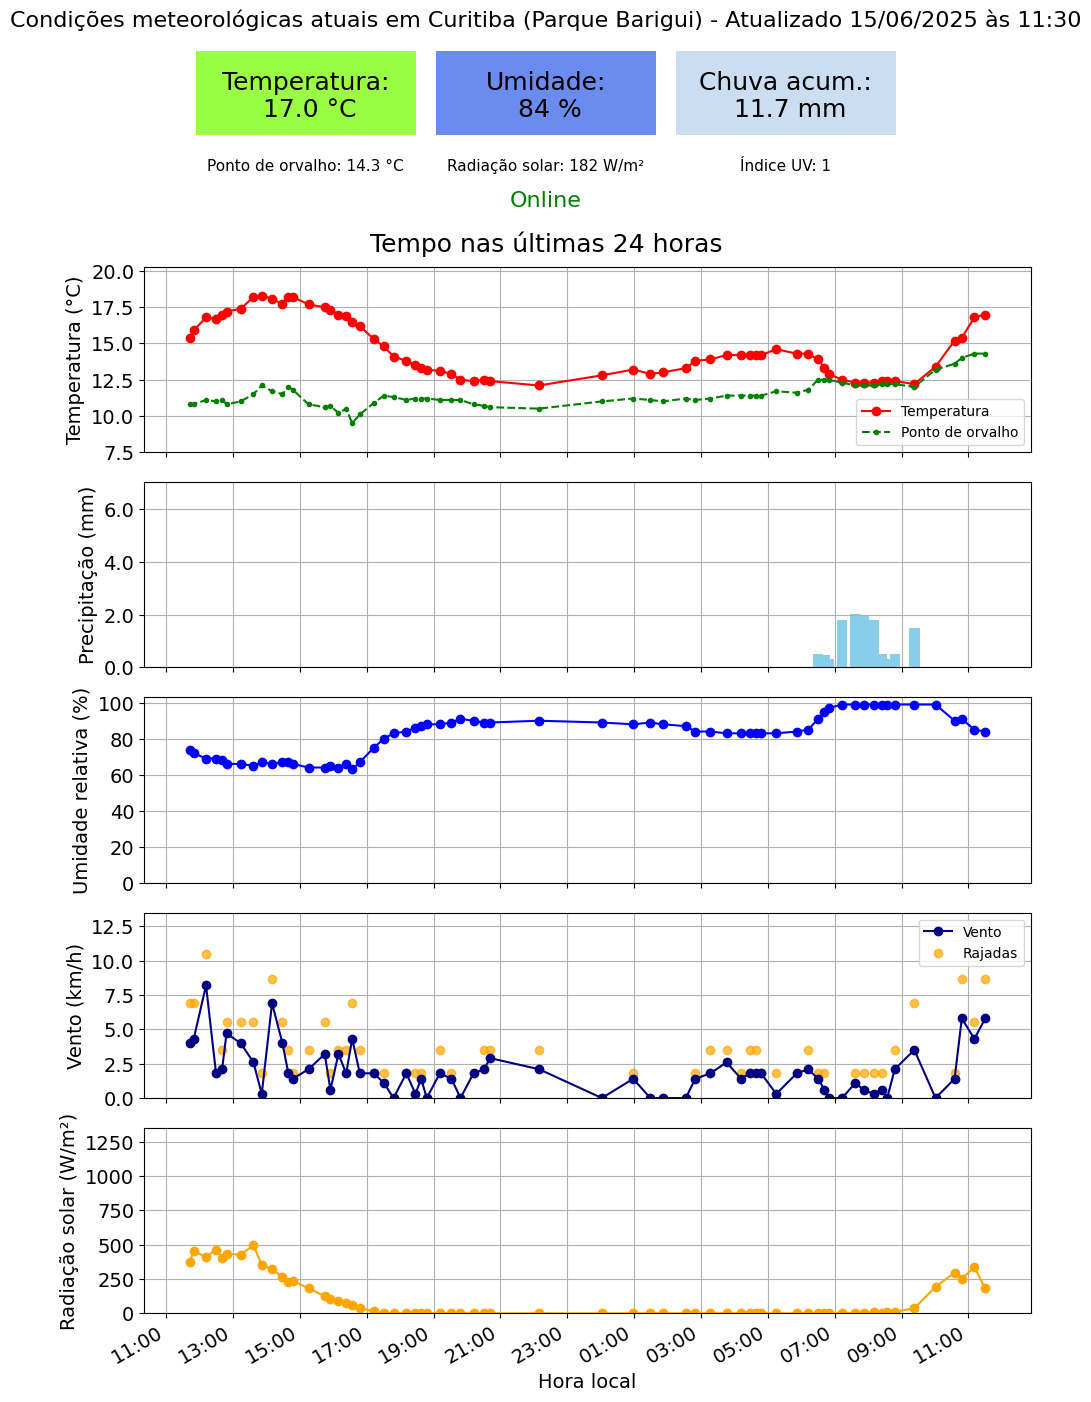 Condições meteorológicas atuais em Curitiba (Parque Barigui) - Atualizado 15/06/2025 às 11:30
Temperatura:
17.0 °C
Umidade:
84 %
Chuva acum.:
11.7 mm
Ponto de orvalho: 14.3 °C
Radiação solar: 182 W/m²
Índice UV: 1
Online
Tempo nas últimas 24 horas
Temperatura (°C)
20.0
17.5
15.0
12.5
10.0
7.5
Temperatura
Ponto de orvalho
Precipitação (mm)
6.0
4.0
2.0
0.0
Umidade relativa (%)
100
80
60
40
20
0
Vento (km/h)
12.5
10.0
7.5
5.0
2.5
0.0
Vento
Rajadas
Radiação solar (W/m²)
1250
1000
750
500
250
0
11:00
13:00
15:00
17:00
19:00
21:00
23:00
01:00
03:00
05:00
07:00
09:00
11:00
Hora local